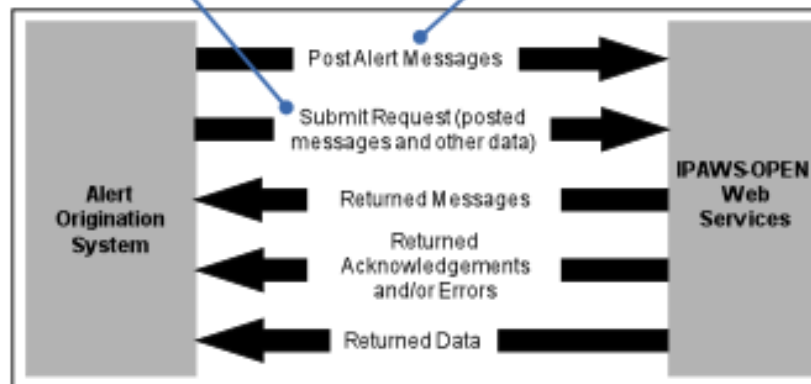 Post Alert Messages
Submit Request (posted
messages and other data)
Alert
Origination
System
Returned Messages
Returned
Acknowledgements
and/or Errors
Returned Data
IPAWS-OPEN
Web
Services